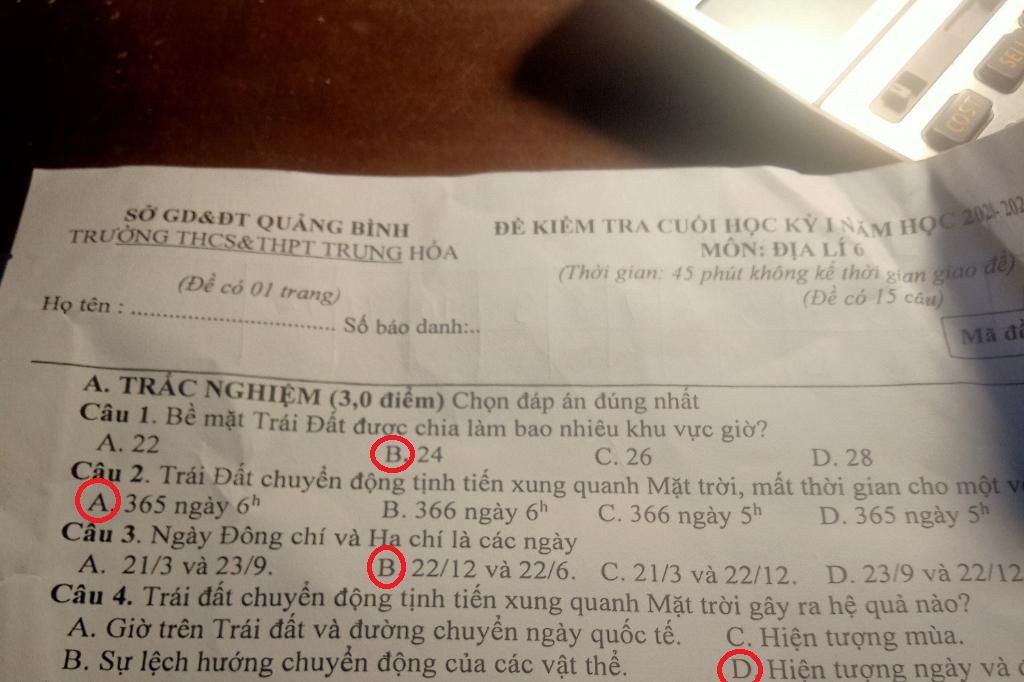 SELL
COST
SỞ GD&ĐT QUẢNG BÌNH
TRƯỜNG THCS&THPT TRUNG HÓA
(Đề có 01 trang)
ĐỀ KIỂM TRA CUỐI HỌC KỲ I NĂM HỌC
MÔN: ĐỊA LÍ 6
(Thời gian: 45 phút không kể thời gian giao đề)
(Đề có 15 câu)
Họ tên : .................................... Số báo danh:..
Mã đề
A. TRẮC NGHIỆM (3,0 điểm) Chọn đáp án đúng nhất
Câu 1. Bề mặt Trái Đất được chia làm bao nhiêu khu vực giờ?
A. 22 B. 24 C. 26 D. 28
Câu 2. Trái Đất chuyển động tịnh tiến xung quanh Mặt trời, mất thời gian cho một
A. 365 ngày 6ʰ B. 366 ngày 6ʰ C. 366 ngày 5ʰ D. 365 ngày 5ʰ
Câu 3. Ngày Đông chí và Hạ chí là các ngày
A. 21/3 và 23/9. B 22/12 và 22/6. C. 21/3 và 22/12. D. 23/9 và 22/12
Câu 4. Trái đất chuyển động tịnh tiến xung quanh Mặt trời gây ra hệ quả nào?
A. Giờ trên Trái đất và đường chuyển ngày quốc tế. C. Hiện tượng mùa.
B. Sự lệch hướng chuyển động của các vật thể. D. Hiện tượng ngày và